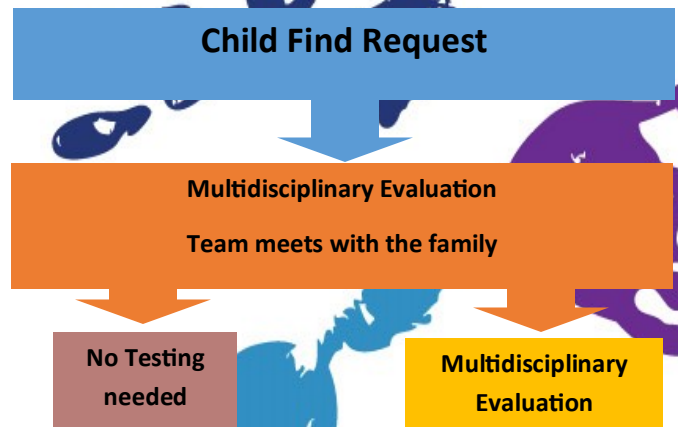 Child Find Request
Multidisciplinary Evaluation
Team meets with the family
No Testing
needed
Multidisciplinary
Evaluation